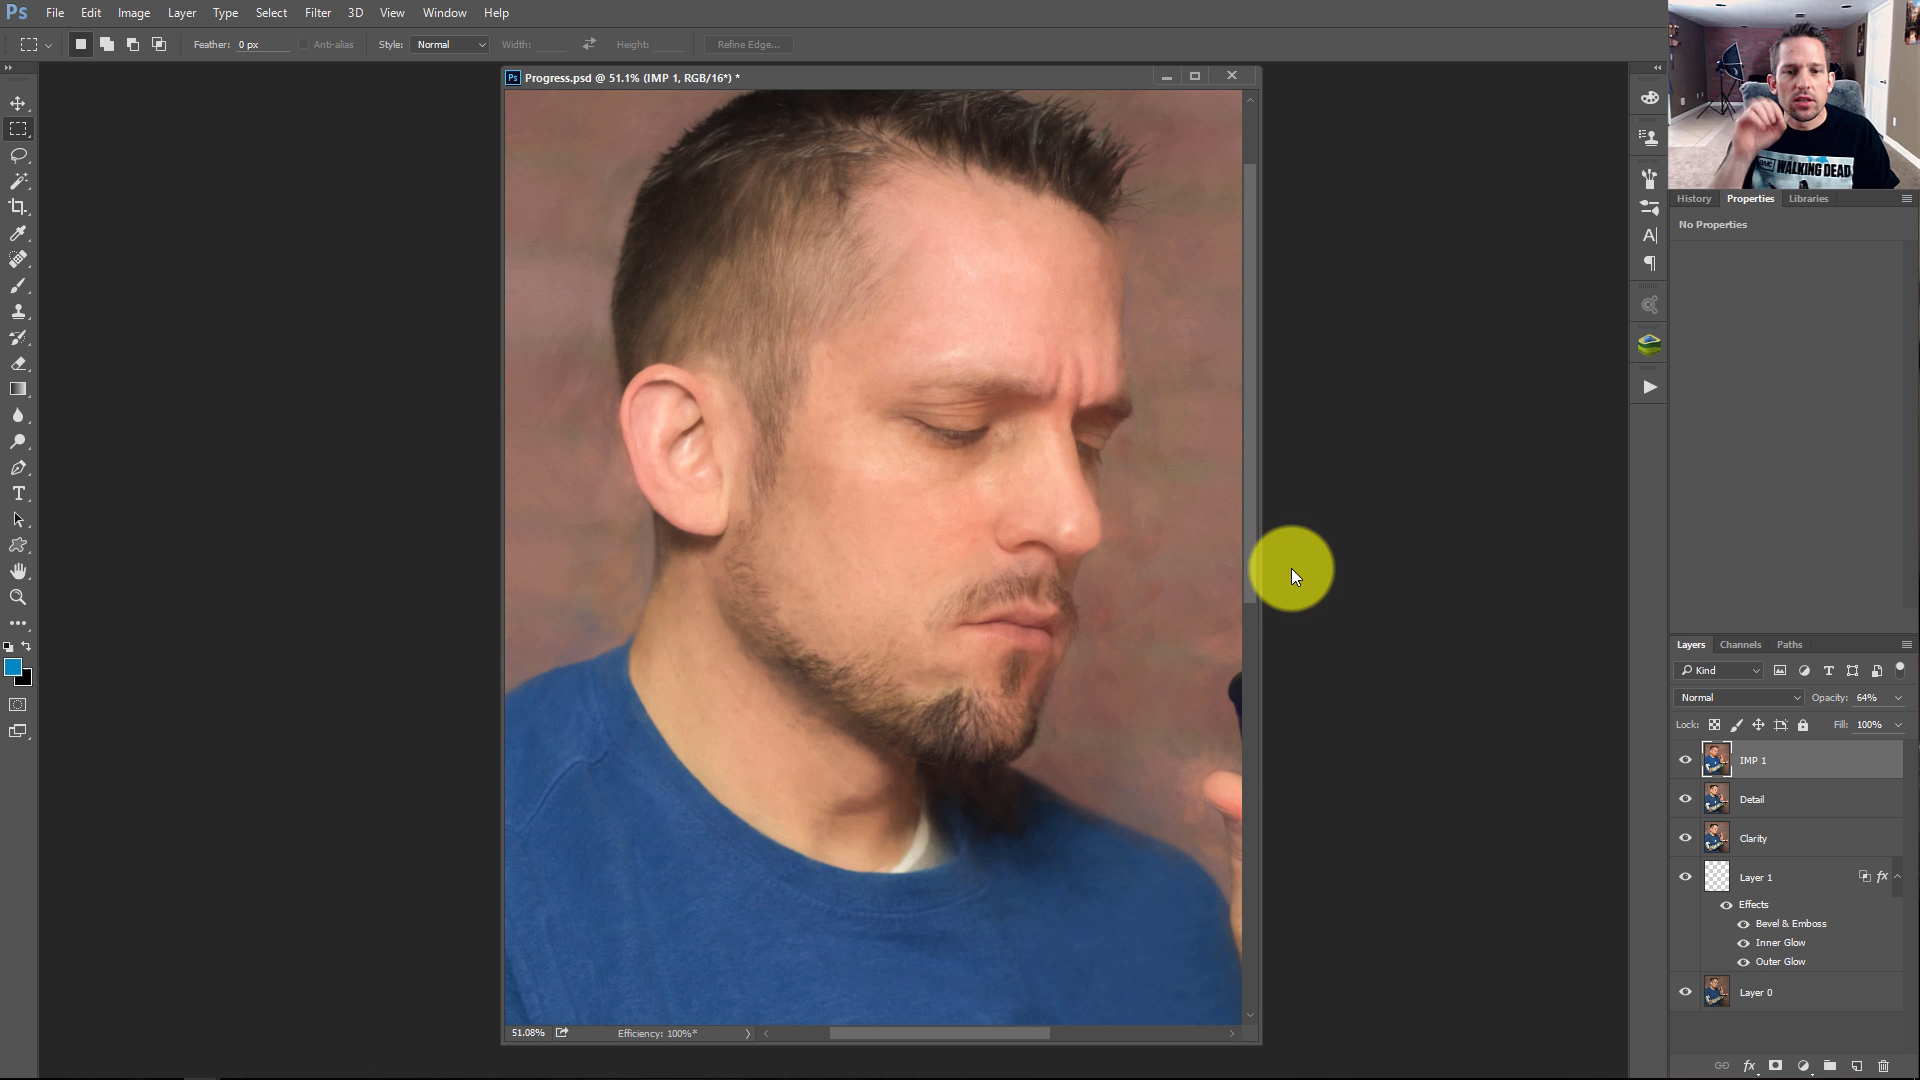 Ps File Edit Image Layer Type Select Filter 3D View Window Help
Feather: 0 px Anti-alias Style: Normal Width: Height: Refine Edge...
Ps Progress.psd @ 51.1% (IMP 1, RGB/16*) *
WALKING DEAD
History Properties Libraries
No Properties
Layers Channels Paths
Kind
Normal Opacity: 64%
Lock: Fill: 100%
IMP 1
Detail
Clarity
Layer 1 fx
Effects
Bevel & Emboss
Inner Glow
Outer Glow
Layer 0
51.08% Efficiency: 100%*
fx